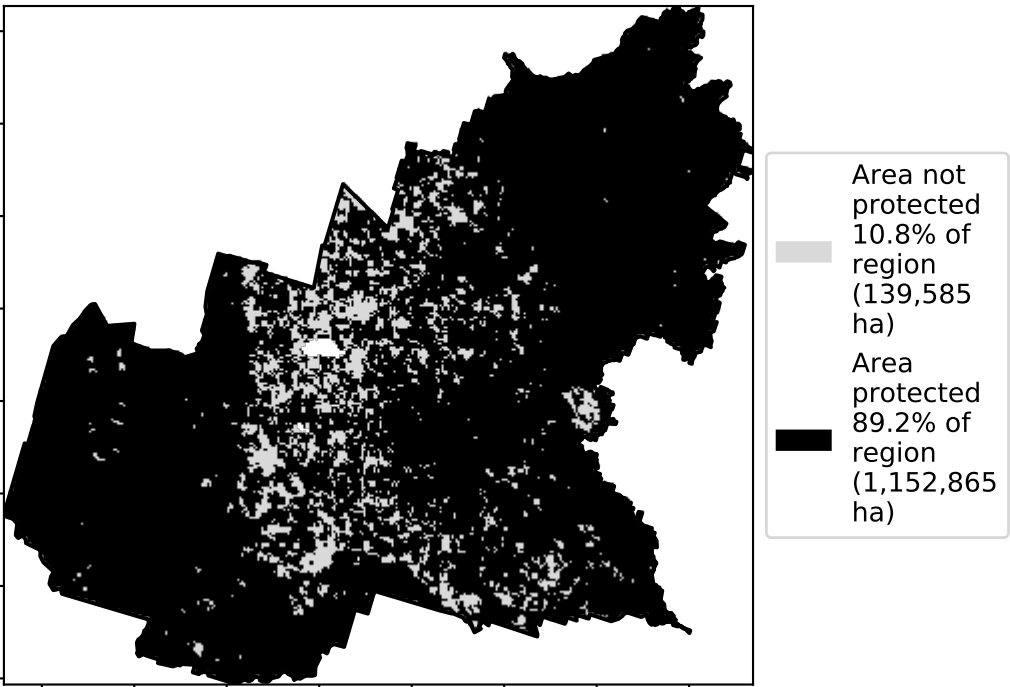 Area not
protected
10.8% of
region
(139,585
ha)
Area
protected
89.2% of
region
(1,152,865
ha)